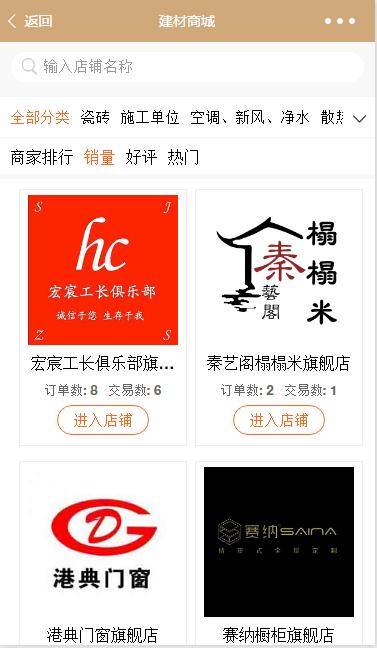 返回 建材商城
输入店铺名称
全部分类 瓷砖 施工单位 空调、新风、净水 散热
商家排行 销量 好评 热门
S J
hc
宏宸工长俱乐部
诚信于您 生存于我
Z S
榻榻米
秦
藝閣
宏宸工长俱乐部旗...
秦艺阁榻榻米旗舰店
订单数: 8 交易数: 6
订单数: 2 交易数: 1
进入店铺
进入店铺
港典门窗
赛纳SAINA
港典门窗旗舰店
赛纳橱柜旗舰店